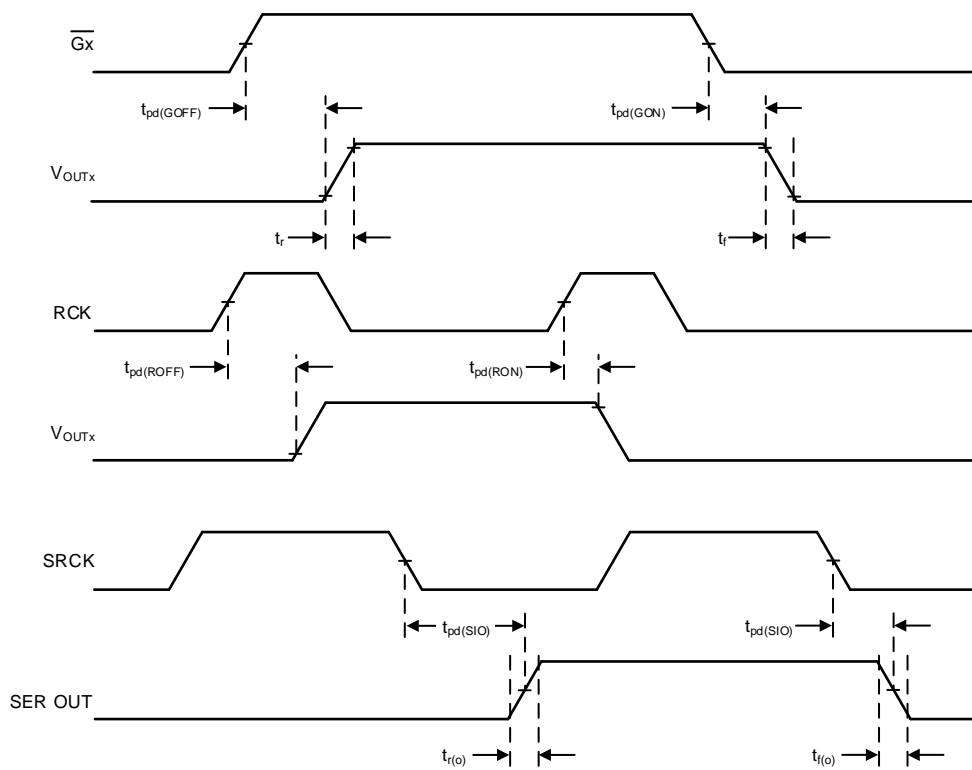 Gx
tpd(GOFF)
tpd(GON)
VOUTx
tr
tf
RCK
tpd(ROFF)
tpd(RON)
VOUTx
SRCK
tpd(SIO)
tpd(SIO)
SER OUT
tr(o)
tf(o)